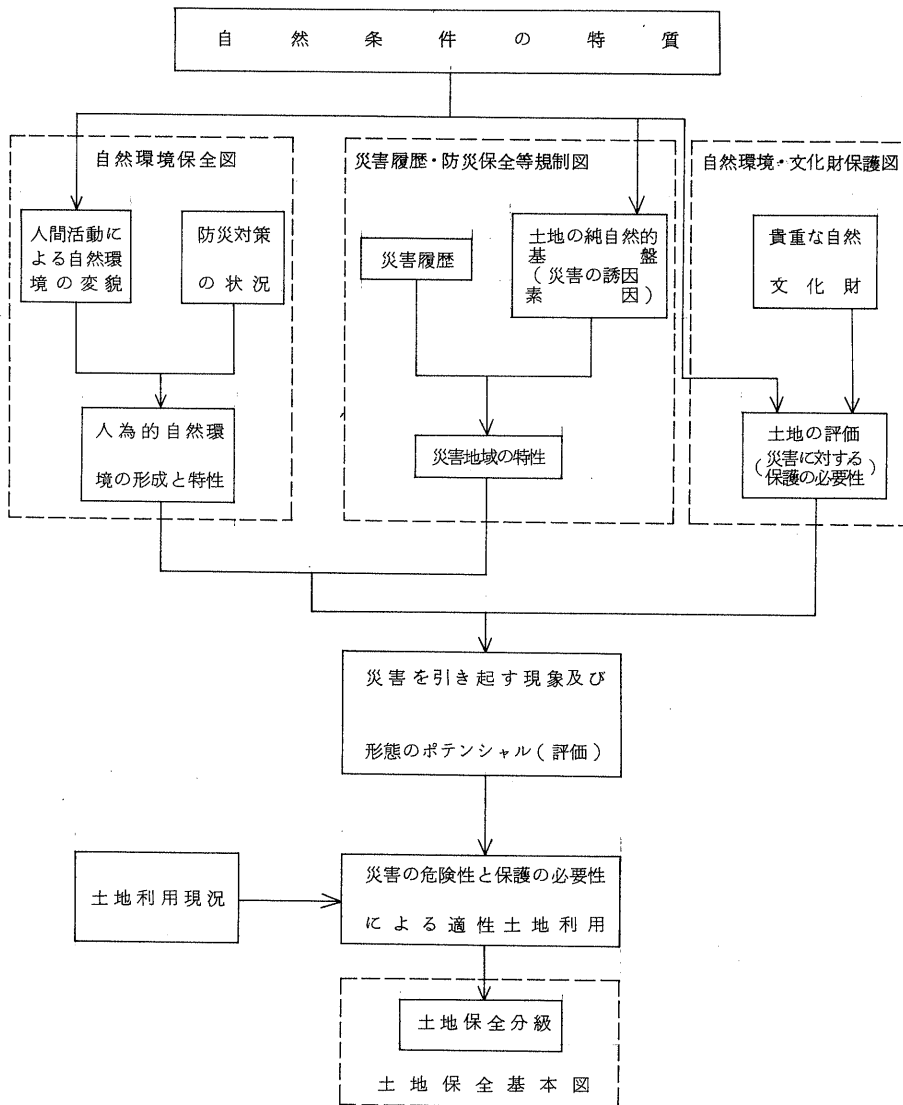 自然条件の特質
自然環境保全図
災害履歴・防災保全等規制図
自然環境・文化財保護図
人間活動に
よる自然環
境の変貌
防災対策
の状況
災害履歴
土地の純自然的
基盤
(災害の誘因
素因)
貴重な自然
文化財
人為的自然環
境の形成と特性
災害地域の特性
土地の評価
(災害に対する
保護の必要性)
災害を引き起す現象及び
形態のポテンシャル(評価)
土地利用現況
災害の危険性と保護の必要性
による適性土地利用
土地保全分級
土地保全基本図